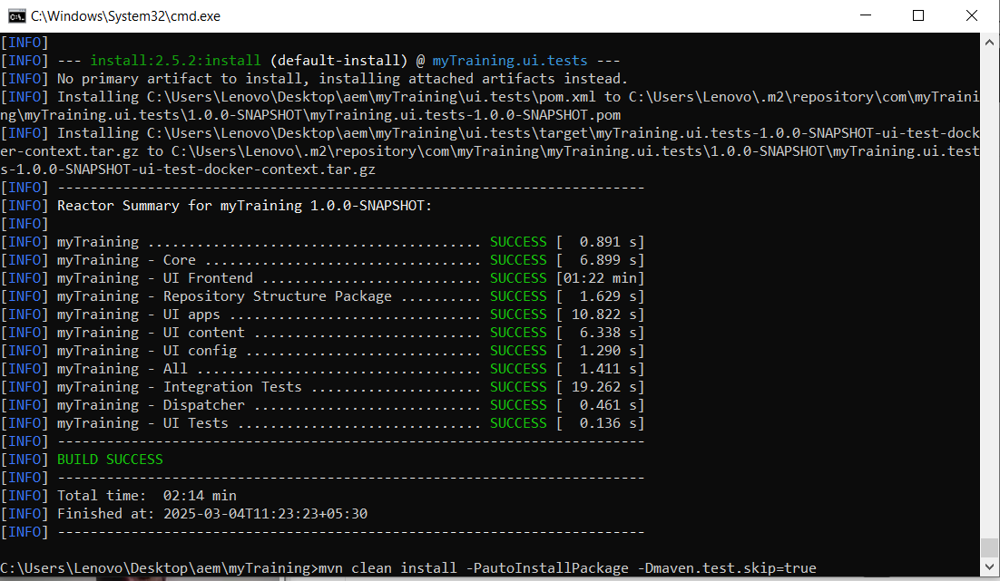 C:\Windows\System32\cmd.exe
[INFO]
[INFO] --- install:2.5.2:install (default-install) @ myTraining.ui.tests ---
[INFO] No primary artifact to install, installing attached artifacts instead.
[INFO] Installing C:\Users\Lenovo\Desktop\aem\myTraining\ui.tests\pom.xml to C:\Users\Lenovo\.m2\repository\com\myTraini
ng\myTraining.ui.tests\1.0.0-SNAPSHOT\myTraining.ui.tests-1.0.0-SNAPSHOT.pom
[INFO] Installing C:\Users\Lenovo\Desktop\aem\myTraining\ui.tests\target\myTraining.ui.tests-1.0.0-SNAPSHOT-ui-test-dock
er-context.tar.gz to C:\Users\Lenovo\.m2\repository\com\myTraining\myTraining.ui.tests\1.0.0-SNAPSHOT\myTraining.ui.test
s-1.0.0-SNAPSHOT-ui-test-docker-context.tar.gz
[INFO] ------------------------------------------------------------------------
[INFO] Reactor Summary for myTraining 1.0.0-SNAPSHOT:
[INFO]
[INFO] myTraining ......................................... SUCCESS [  0.891 s]
[INFO] myTraining - Core .................................. SUCCESS [  6.899 s]
[INFO] myTraining - UI Frontend ........................... SUCCESS [01:22 min]
[INFO] myTraining - Repository Structure Package .......... SUCCESS [  1.629 s]
[INFO] myTraining - UI apps ............................... SUCCESS [ 10.822 s]
[INFO] myTraining - UI content ............................ SUCCESS [  6.338 s]
[INFO] myTraining - UI config ............................. SUCCESS [  1.290 s]
[INFO] myTraining - All ................................... SUCCESS [  1.411 s]
[INFO] myTraining - Integration Tests ..................... SUCCESS [ 19.262 s]
[INFO] myTraining - Dispatcher ............................ SUCCESS [  0.461 s]
[INFO] myTraining - UI Tests .............................. SUCCESS [  0.136 s]
[INFO] ------------------------------------------------------------------------
[INFO] BUILD SUCCESS
[INFO] ------------------------------------------------------------------------
[INFO] Total time:  02:14 min
[INFO] Finished at: 2025-03-04T11:23:23+05:30
[INFO] ------------------------------------------------------------------------
C:\Users\Lenovo\Desktop\aem\myTraining>mvn clean install -PautoInstallPackage -Dmaven.test.skip=true